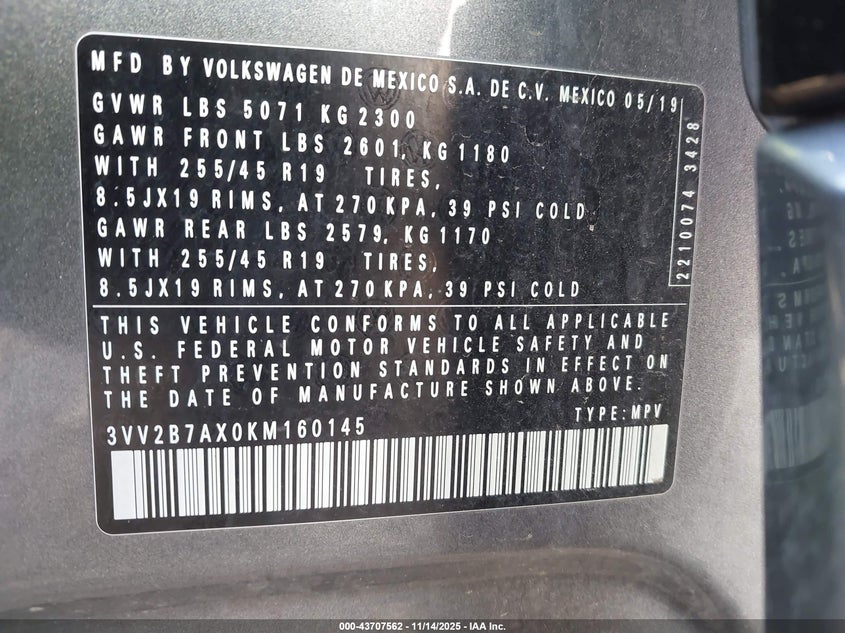 MFD BY VOLKSWAGEN DE MEXICO S.A. DE C.V. MEXICO 05/19
GVWR LBS 5071 KG 2300
GAWR FRONT LBS 2601, KG 1180
WITH 255/45 R19 TIRES,
8.5JX19 RIMS, AT 270 KPA, 39 PSI COLD
GAWR REAR LBS 2579, KG 1170
WITH 255/45 R19 TIRES,
8.5JX19 RIMS, AT 270 KPA, 39 PSI COLD
2210074 3428
THIS VEHICLE CONFORMS TO ALL APPLICABLE
U.S. FEDERAL MOTOR VEHICLE SAFETY AND
THEFT PREVENTION STANDARDS IN EFFECT ON
THE DATE OF MANUFACTURE SHOWN ABOVE.
TYPE: MPV
3VV2B7AX0KM160145
000-43707562 - 11/14/2025 - IAA Inc.